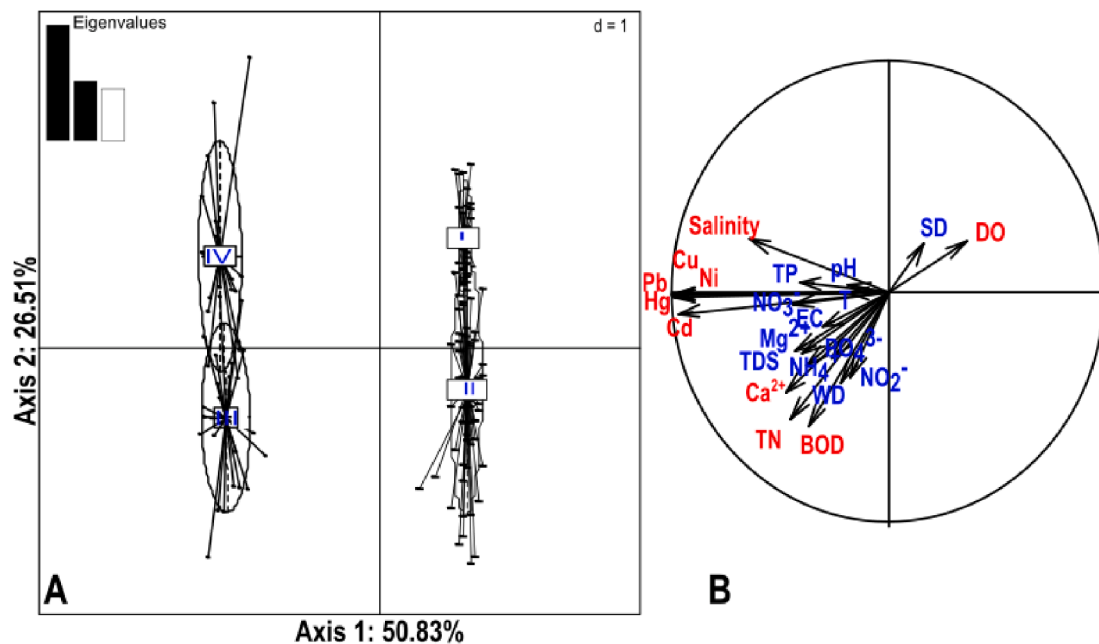 Eigenvalues
d = 1
IV
I
II
Axis 2: 26.51%
Axis 1: 50.83%
A
Salinity
SD
DO
Cu
TP
pH
Ni
Pb
Hg
NO3-
T
Cd
EC
Mg2+
PO43-
TDS
NH4
NO2-
Ca2+
WD
TN
BOD
B